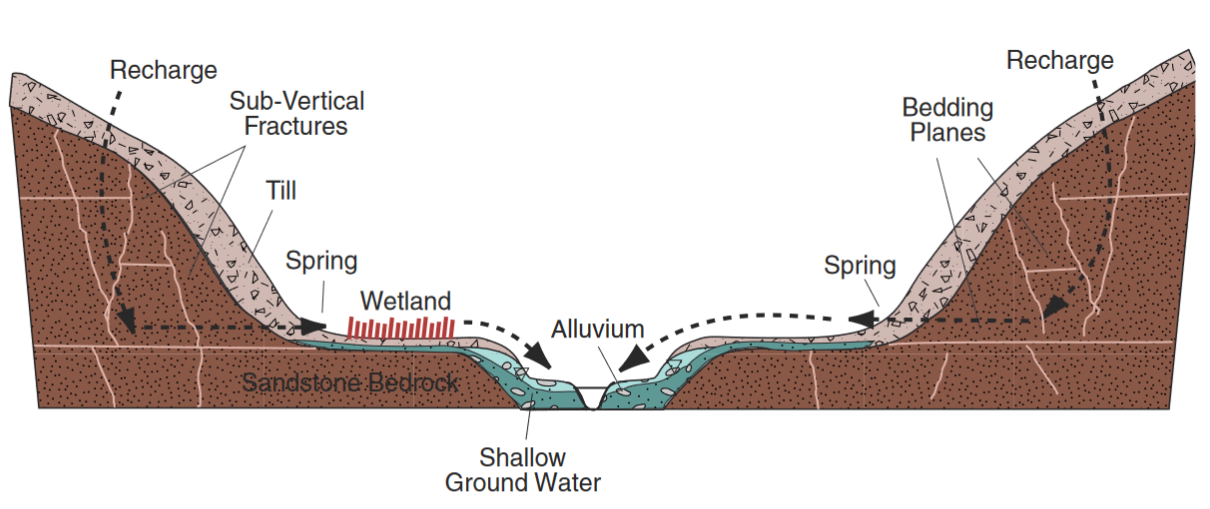 Recharge
Recharge
Sub-Vertical
Fractures
Bedding
Planes
Till
Spring
Spring
Wetland
Alluvium
Sandstone Bedrock
Shallow
Ground Water